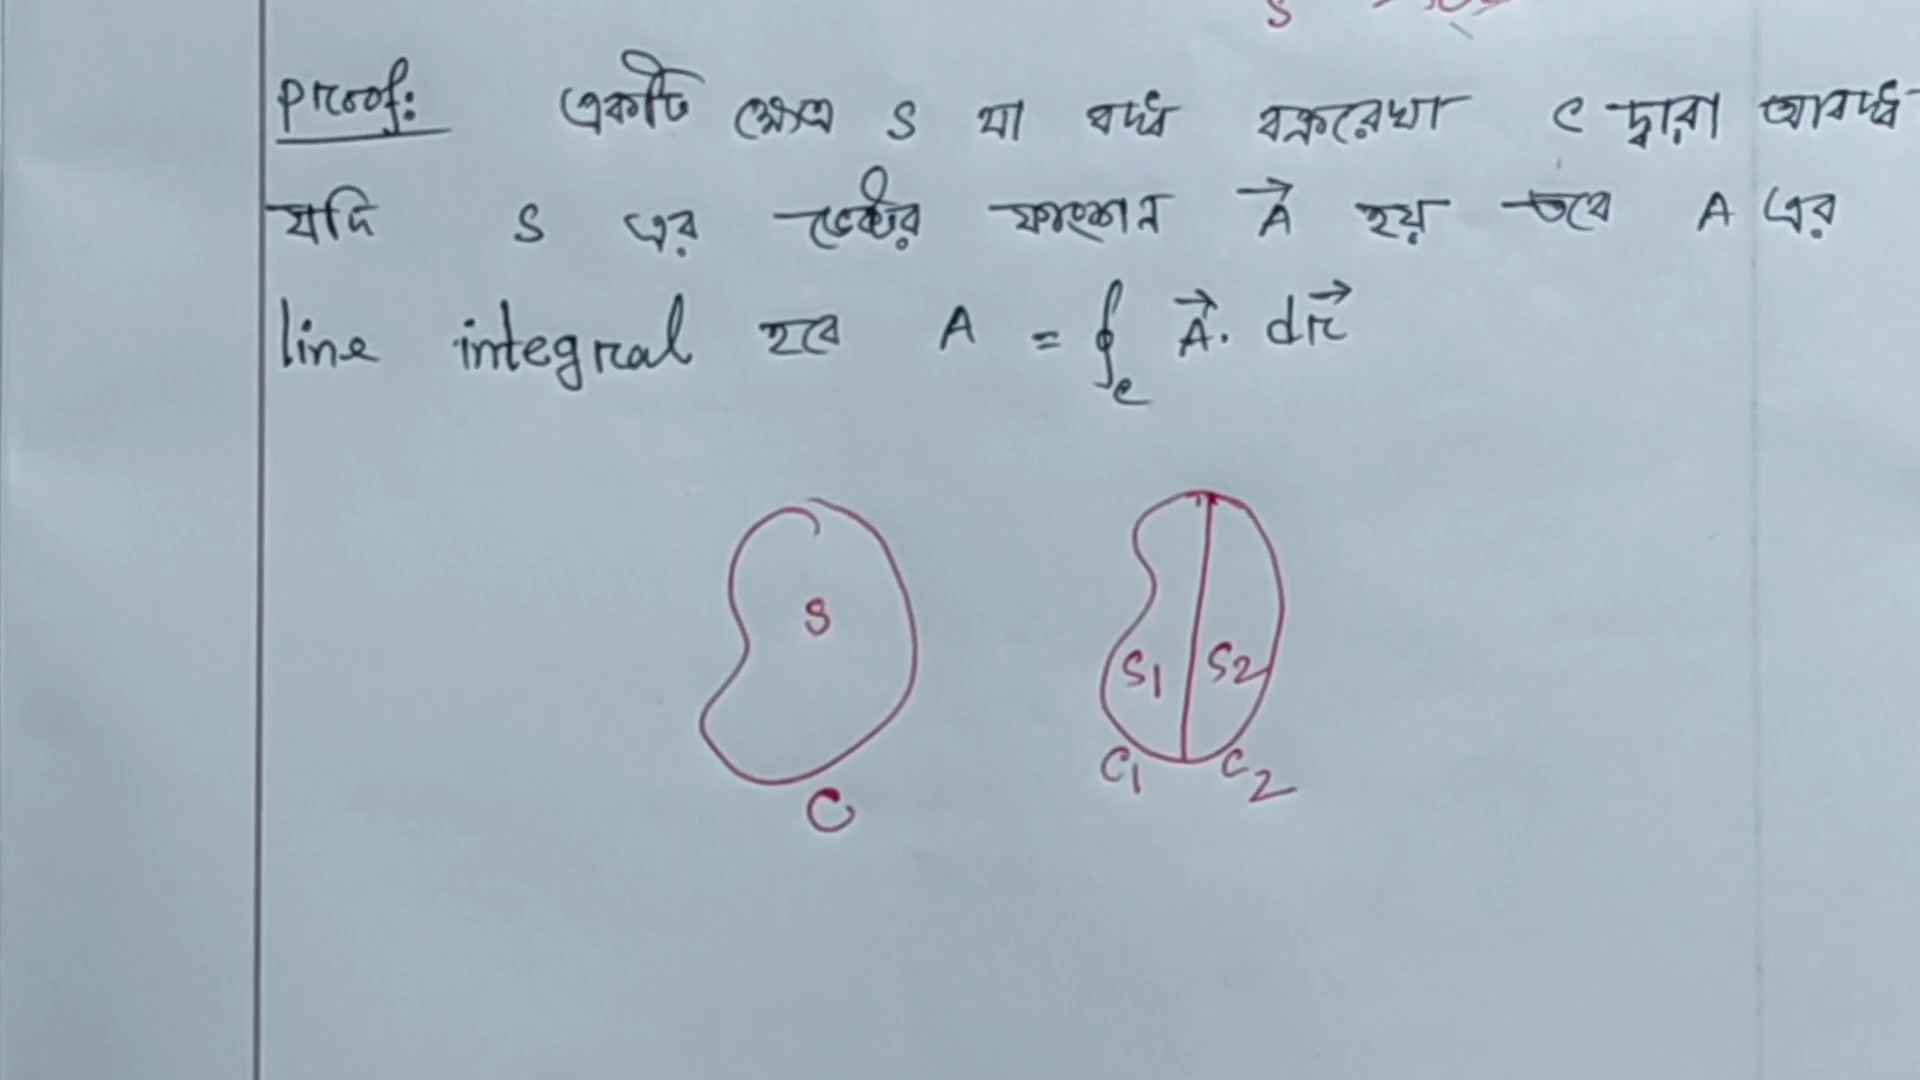 S
Proof: একটি ক্ষেত্র S যা বদ্ধ বক্ররেখা C দ্বারা আবদ্ধ
যদি S এর ভেক্টর ফাংশন A⃗ হয় তবে A এর
line integral হবে A = ∮c A⃗. dr⃗
S
S1 S2
C1 C2
C